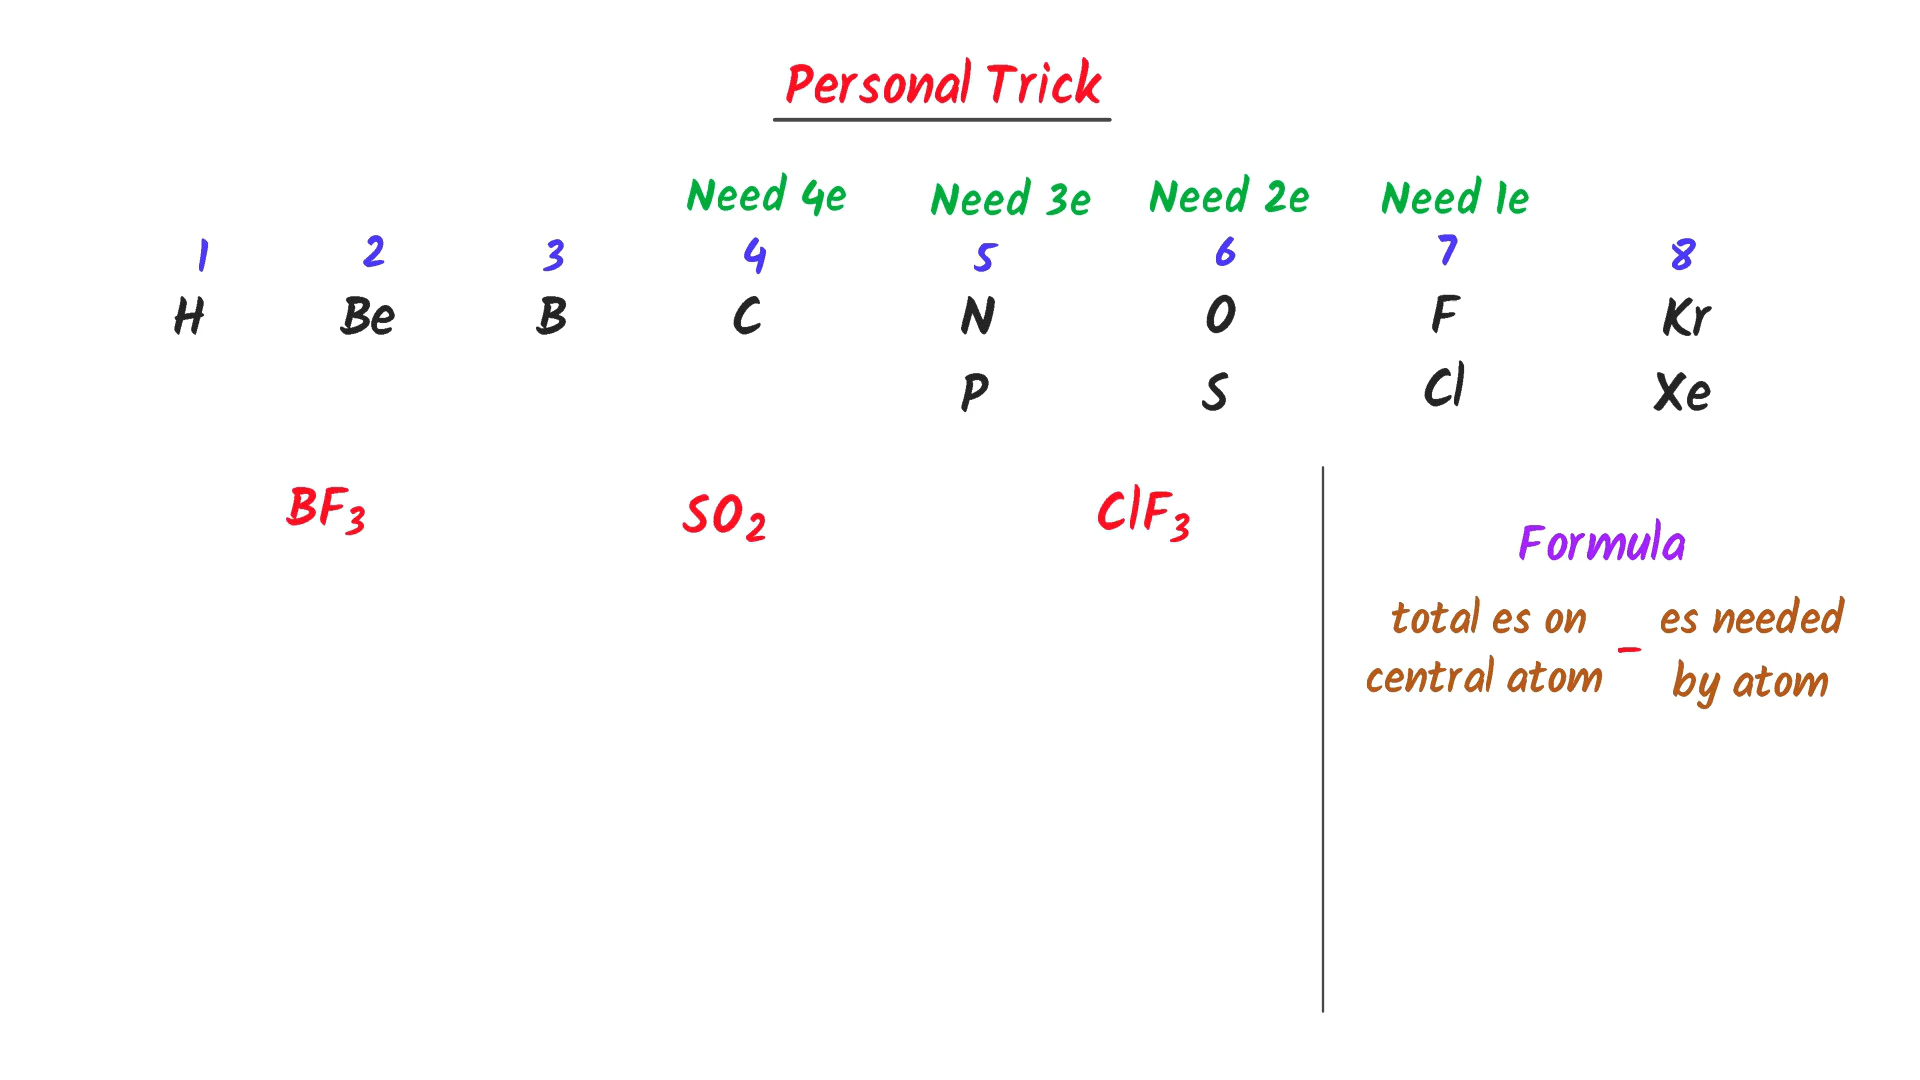 Personal Trick
Need 4e Need 3e Need 2e Need 1e
1 2 3 4 5 6 7 8
H Be B C N O F Kr
P S Cl Xe
BF₃ SO₂ ClF₃
Formula
total es on - es needed
central atom by atom